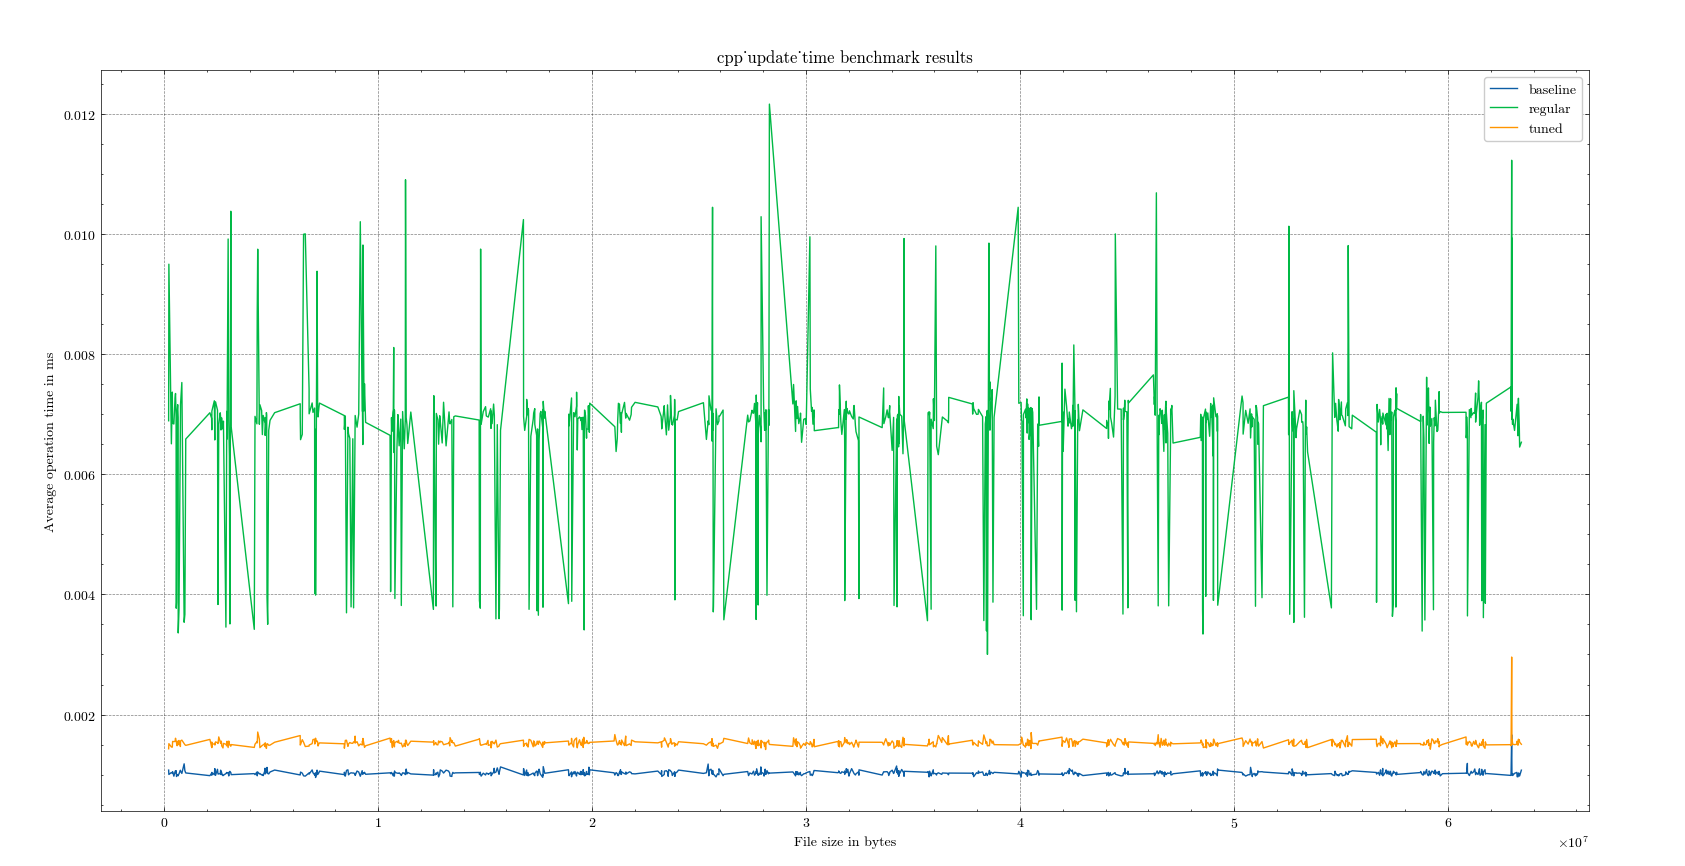 cpp˙update˙time benchmark results
baseline
regular
tuned
0.012
0.010
0.008
0.006
0.004
0.002
Average operation time in ms
0 1 2 3 4 5 6
File size in bytes
×10⁷